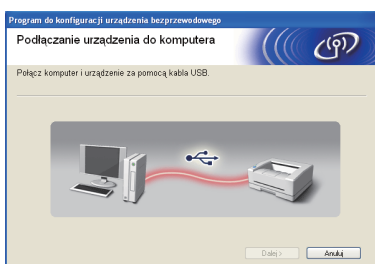 Program do konfiguracji urządzenia bezprzewodowego
Podłączanie urządzenia do komputera
Połącz komputer i urządzenie za pomocą kabla USB.
Dalej >
Anuluj